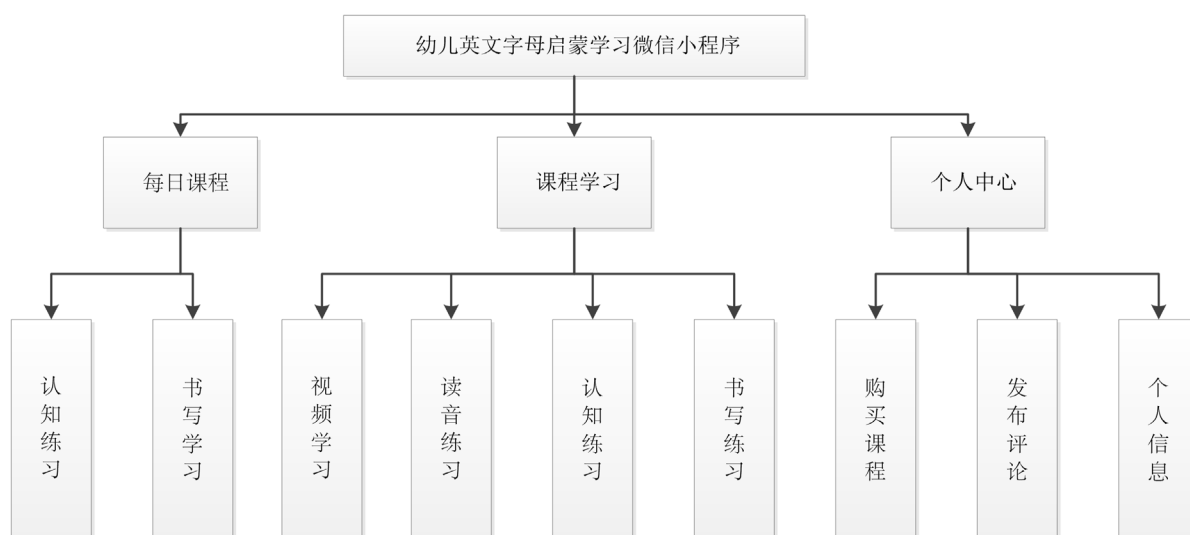 幼儿英文字母启蒙学习微信小程序
每日课程
课程学习
个人中心
认知练习
书写学习
视频学习
读音练习
认知练习
书写练习
购买课程
发布评论
个人信息